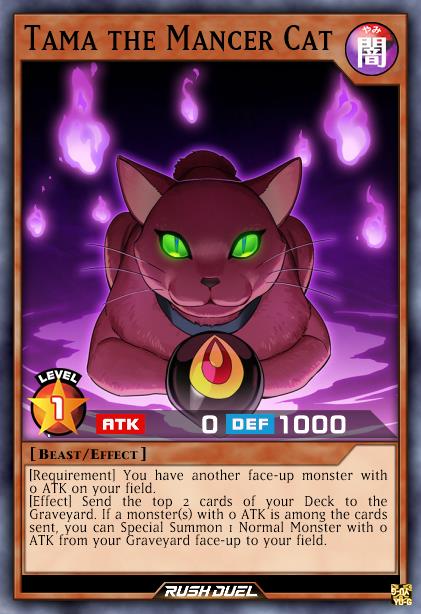 TAMA THE MANCER CAT
やみ
闇
LEVEL
1
ATK 0 DEF 1000
[BEAST/EFFECT]
[Requirement] You have another face-up monster with
0 ATK on your field.
[Effect] Send the top 2 cards of your Deck to the
Graveyard. If a monster(s) with 0 ATK is among the cards
sent, you can Special Summon 1 Normal Monster with 0
ATK from your Graveyard face-up to your field.
RUSH DUEL